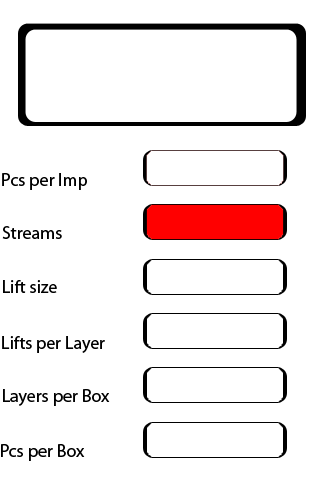 Pcs per Imp
Streams
Lift size
Lifts per Layer
Layers per Box
Pcs per Box